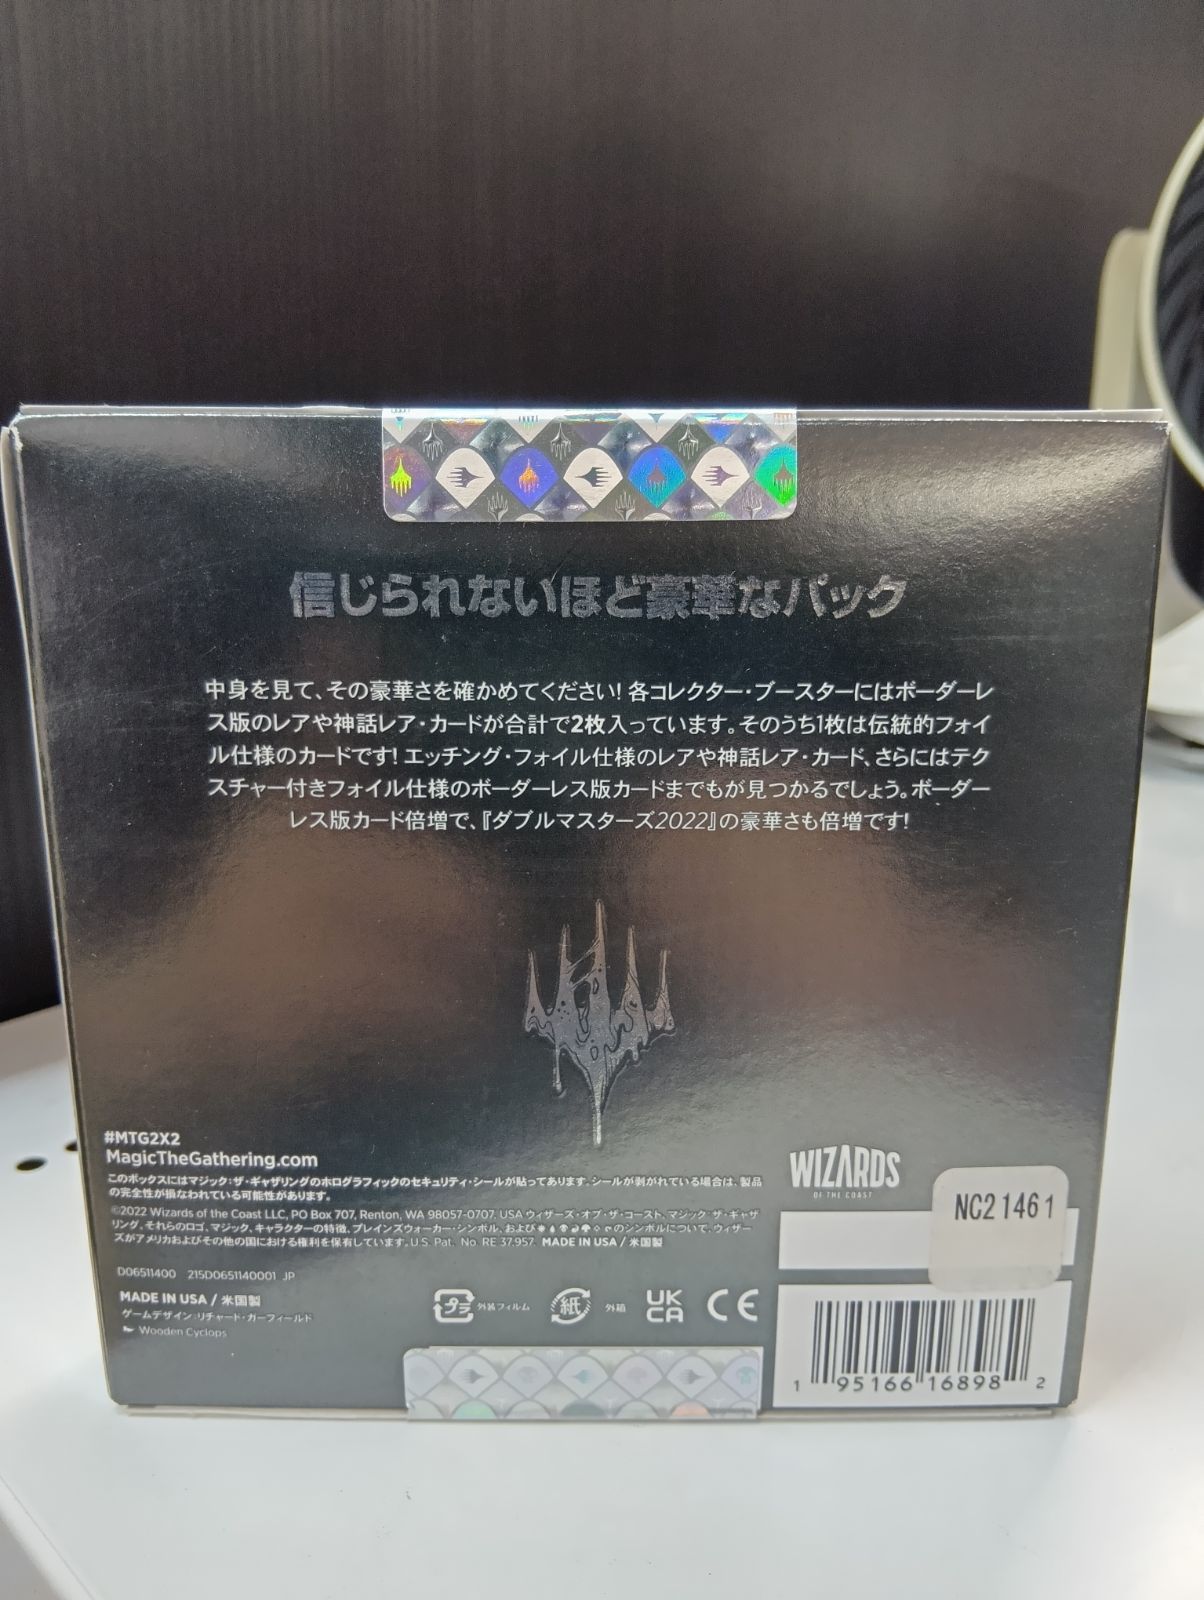 信じられないほど豪華なパック
中身を見て、その豪華さを確かめてください! 各コレクター・ブースターにはボーダーレ
ス版のレアや神話レア・カードが合計で2枚入っています。そのうち1枚は伝統的フォイ
ル仕様のカードです! エッチング・フォイル仕様のレアや神話レア・カード、さらにはテク
スチャー付きフォイル仕様のボーダーレス版カードまでもが見つかるでしょう。ボーダー
レス版カード倍増で、『ダブルマスターズ2022』の豪華さも倍増です!
#MTG2X2
MagicTheGathering.com
このボックスにはマジック:ザ・ギャザリングのホログラフィックのセキュリティ・シールが貼ってあります。シールが剥がれている場合は、製品
の完全性が損なわれている可能性があります。
©2022 Wizards of the Coast LLC, PO Box 707, Renton, WA 98057-0707, USA ウィザーズ・オブ・ザ・コースト、マジック:ザ・ギャザ
リング、それらのロゴ、マジック、キャラクターの特徴、プレインズウォーカー・シンボル、および のシンボルについて、ウィザー
ズがアメリカおよびその他の国における権利を保有しています。U.S. Pat. No. RE 37,957. MADE IN USA / 米国製
D06511400 215D0651140001 JP
MADE IN USA / 米国製
ゲームデザイン:リチャード・ガーフィールド
Wooden Cyclops
プラ 外装フィルム 紙 外箱 UK CA CE
WIZARDS
OF THE COAST
NC21461
1 95166 16898 2